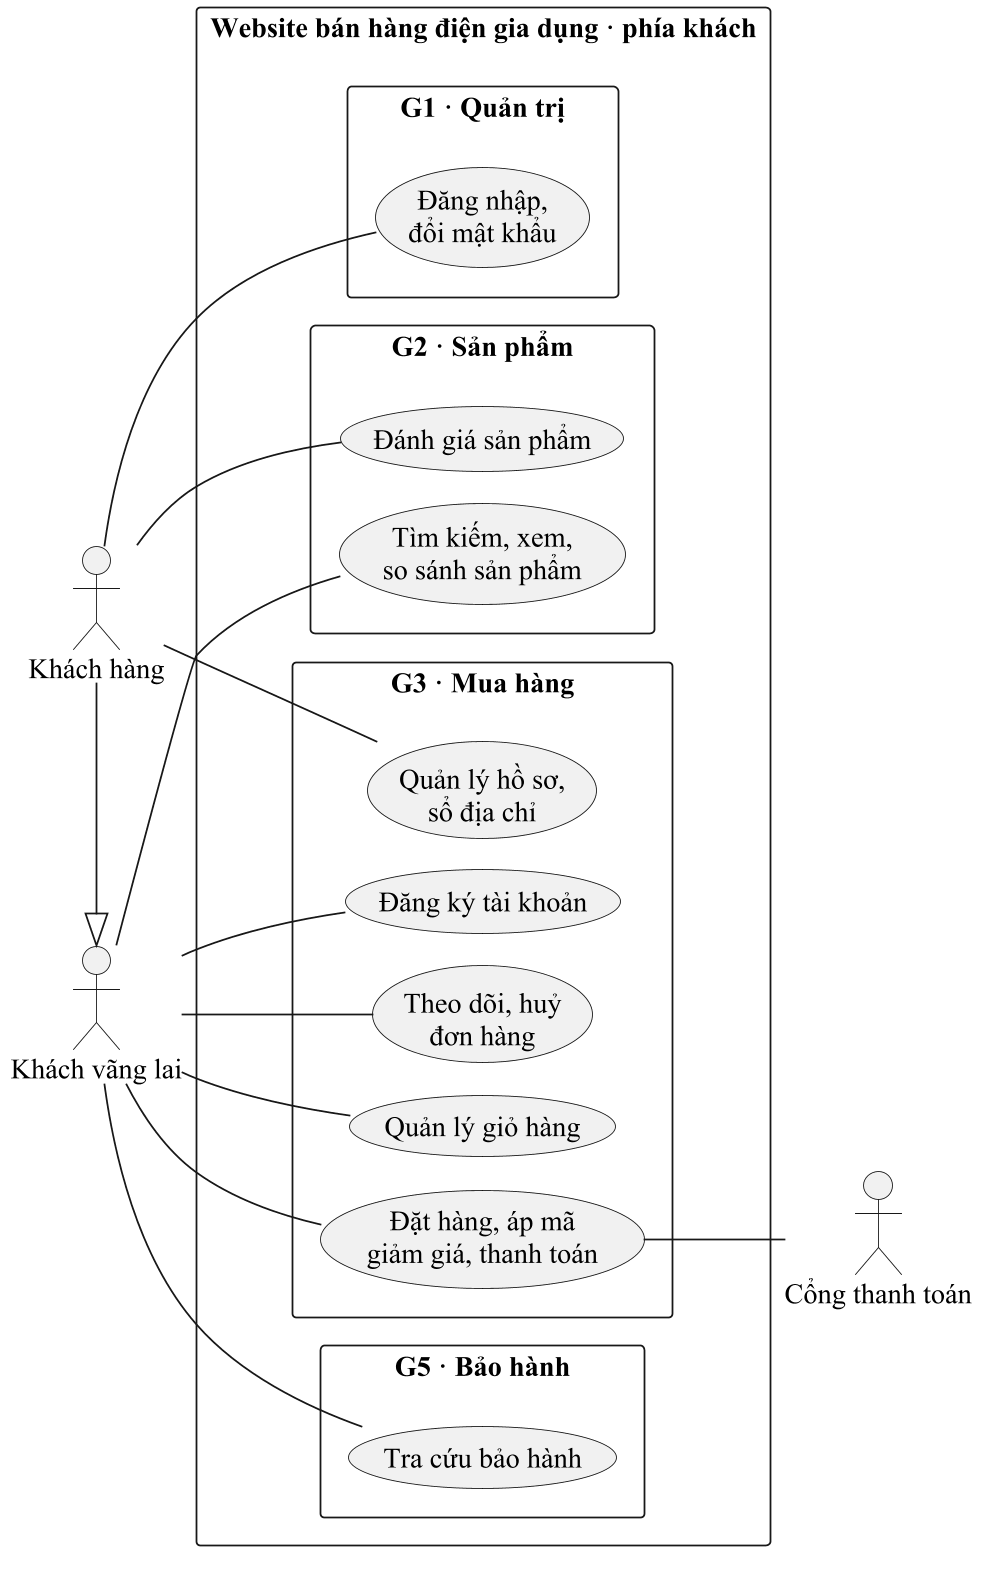 Website bán hàng điện gia dụng · phía khách
G1 · Quản trị
Đăng nhập,
đổi mật khẩu
G2 · Sản phẩm
Đánh giá sản phẩm
Tìm kiếm, xem,
so sánh sản phẩm
Khách hàng
G3 · Mua hàng
Quản lý hồ sơ,
sổ địa chỉ
Đăng ký tài khoản
Theo dõi, huỷ
đơn hàng
Khách vãng lai
Quản lý giỏ hàng
Đặt hàng, áp mã
giảm giá, thanh toán
Cổng thanh toán
G5 · Bảo hành
Tra cứu bảo hành